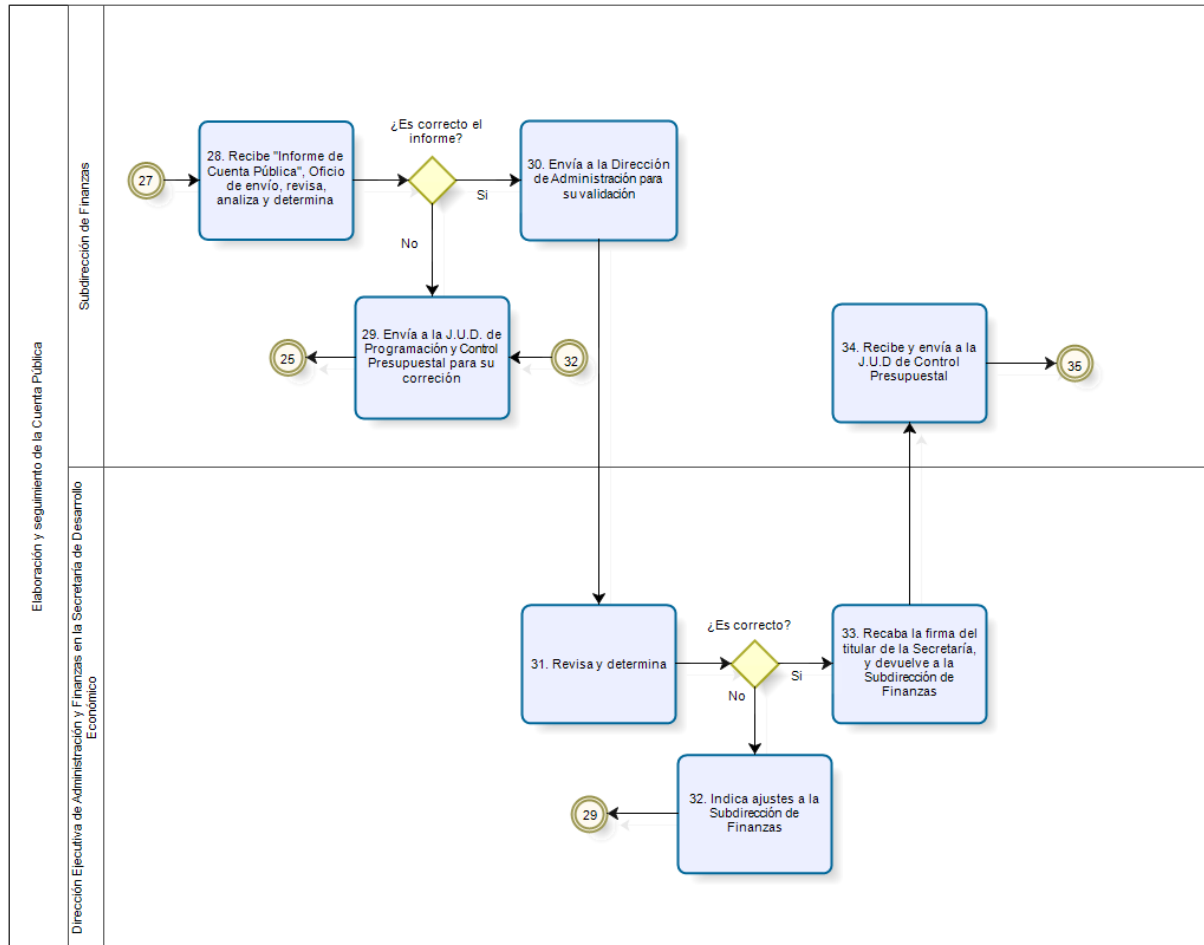 Elaboración y seguimiento de la Cuenta Pública
Subdirección de Finanzas
27
28. Recibe "Informe de
Cuenta Pública", Oficio
de envío, revisa,
analiza y determina
¿Es correcto el
informe?
Si
No
30. Envía a la Dirección
de Administración para
su validación
25
29. Envía a la J.U.D. de
Programación y Control
Presupuestal para su
correción
32
34. Recibe y envía a la
J.U.D de Control
Presupuestal
35
Dirección Ejecutiva de Administración y Finanzas en la Secretaría de Desarrollo
Económico
31. Revisa y determina
¿Es correcto?
Si
No
33. Recaba la firma del
titular de la Secretaría,
y devuelve a la
Subdirección de
Finanzas
29
32. Indica ajustes a la
Subdirección de
Finanzas